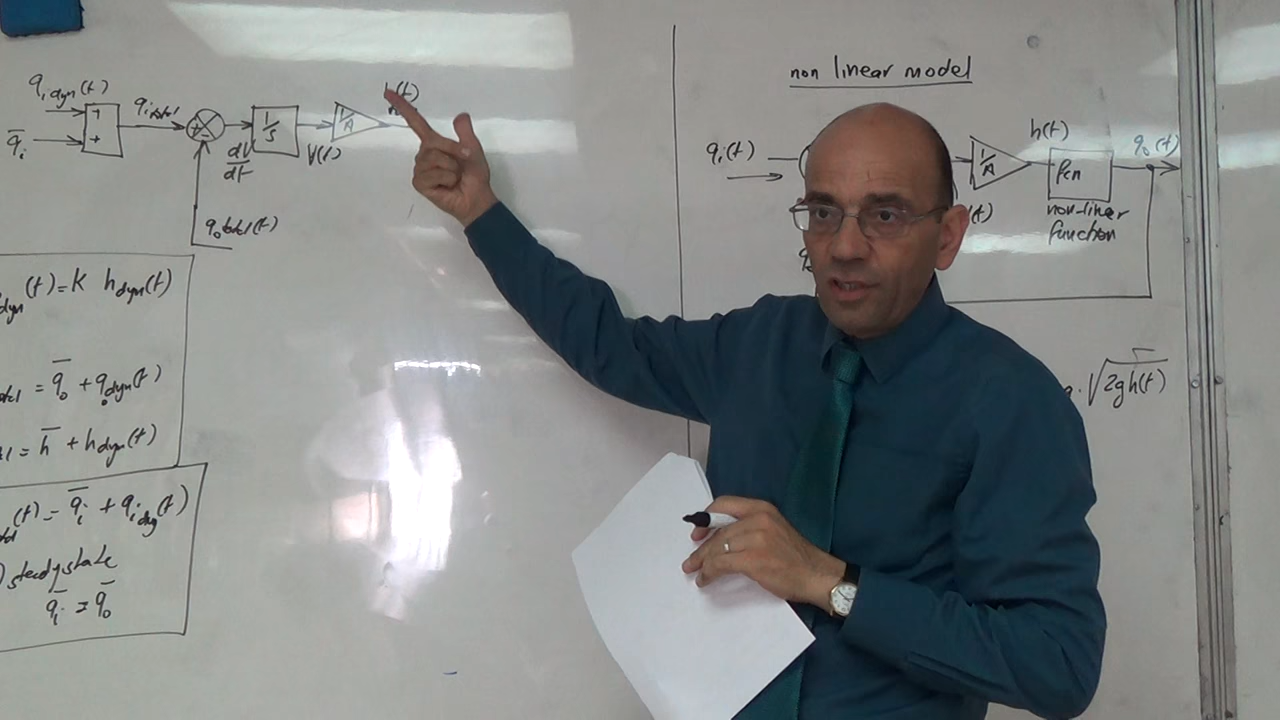 q_i dyn(t)
q̄_i
+
+
q_i total
+
-
dV/dt
1/S
V(t)
1/A
h(t)
q_o total(t)
dyn(t) = K h_dyn(t)
= q̄_o + q_o dyn(t)
= h̄ + h_dyn(t)
(t) = q̄_i + q_i dy(t)
steady state
q̄_i = q̄_o
non linear model
q_i(t)
1/A
h(t)
fcn
q_o(t)
(t)
non-linear
function
. √2gh(t)